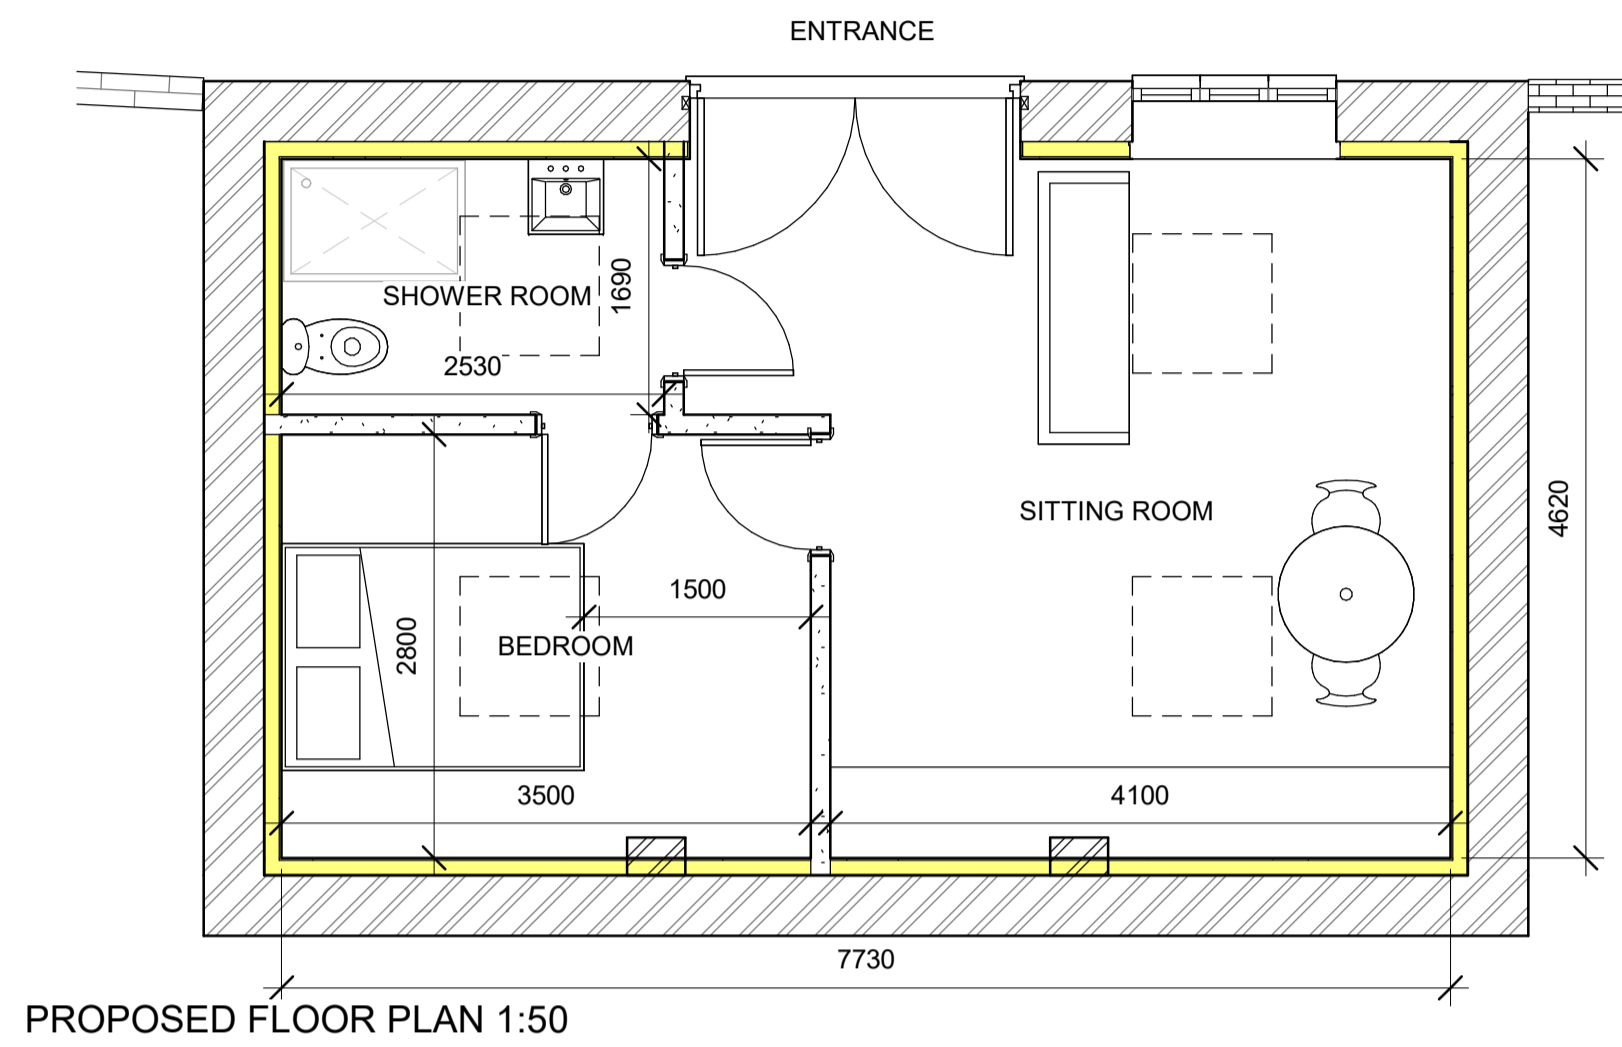 ENTRANCE
SHOWER ROOM
1690
2530
SITTING ROOM
4620
1500
BEDROOM
2800
3500
4100
7730
PROPOSED FLOOR PLAN 1:50